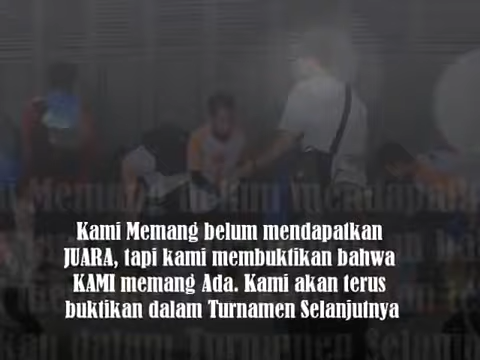 Kami Memang belum mendapatkan
JUARA, tapi kami membuktikan bahwa
KAMI memang Ada. Kami akan terus
buktikan dalam Turnamen Selanjutnya